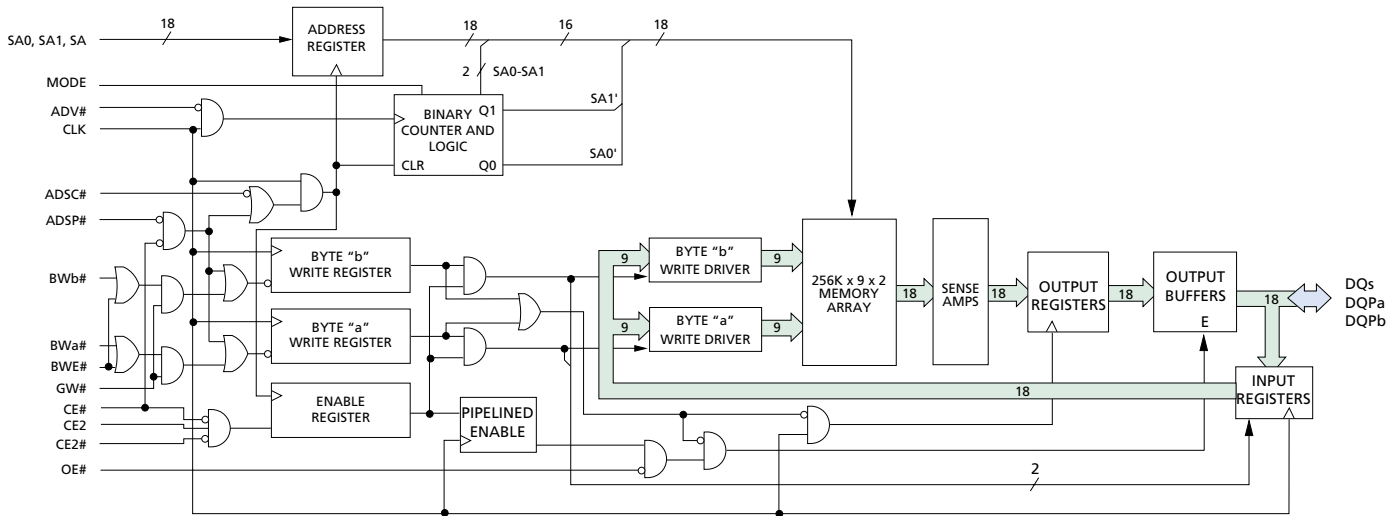 SA0, SA1, SA
18
ADDRESS
REGISTER
18
16
18
2
SA0-SA1
MODE
ADV#
CLK
BINARY
COUNTER AND
LOGIC
Q1
CLR
Q0
SA1'
SA0'
ADSC#
ADSP#
BYTE “b”
WRITE REGISTER
BWb#
BYTE “a”
WRITE REGISTER
BWa#
BWE#
GW#
CE#
CE2
CE2#
OE#
ENABLE
REGISTER
PIPELINED
ENABLE
9
BYTE “b”
WRITE DRIVER
9
9
BYTE “a”
WRITE DRIVER
9
256K x 9 x 2
MEMORY
ARRAY
18
SENSE
AMPS
18
OUTPUT
REGISTERS
18
OUTPUT
BUFFERS
E
18
DQs
DQPa
DQPb
18
INPUT
REGISTERS
2